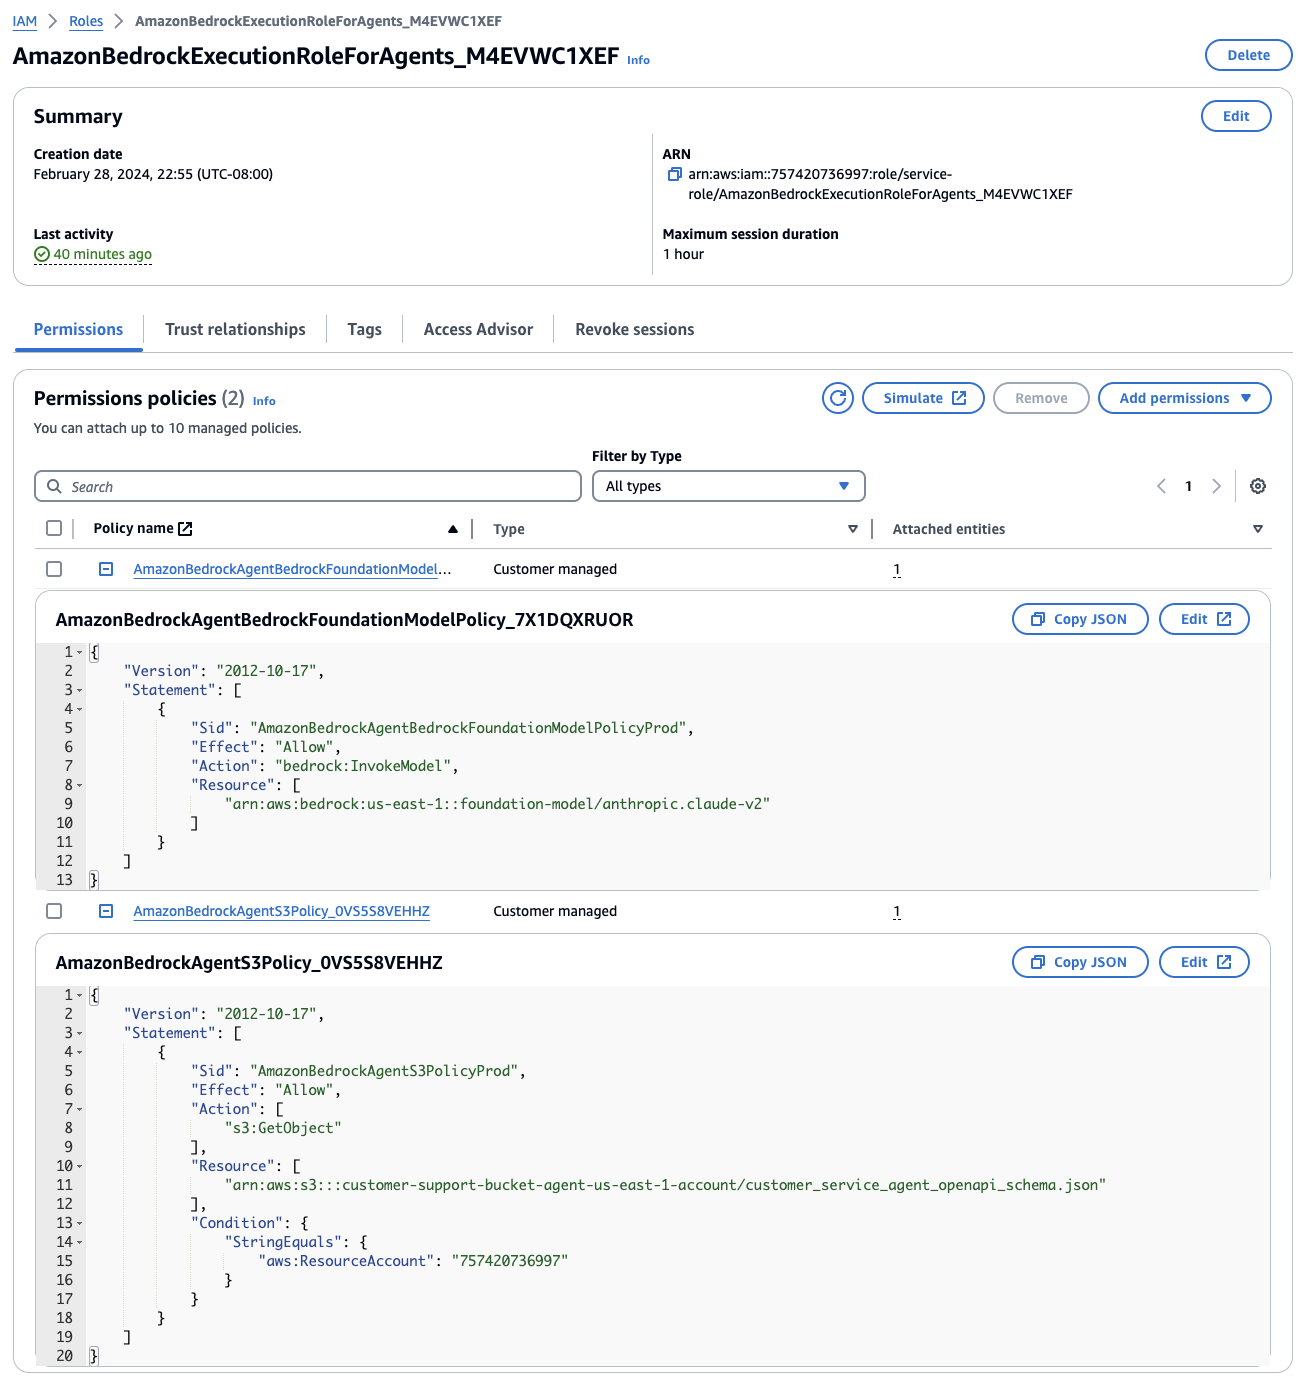 IAM > Roles > AmazonBedrockExecutionRoleForAgents_M4EVWC1XEF
AmazonBedrockExecutionRoleForAgents_M4EVWC1XEF Info
Delete
Summary
Edit
Creation date
February 28, 2024, 22:55 (UTC-08:00)
ARN
arn:aws:iam::757420736997:role/service-
role/AmazonBedrockExecutionRoleForAgents_M4EVWC1XEF
Last activity
40 minutes ago
Maximum session duration
1 hour
Permissions
Trust relationships
Tags
Access Advisor
Revoke sessions
Permissions policies (2) Info
You can attach up to 10 managed policies.
Simulate
Remove
Add permissions
Filter by Type
Search
All types
1
Policy name
Type
Attached entities
AmazonBedrockAgentBedrockFoundationModel...
Customer managed
1
AmazonBedrockAgentBedrockFoundationModelPolicy_7X1DQXRUOR
Copy JSON
Edit
1 {
2     "Version": "2012-10-17",
3     "Statement": [
4         {
5             "Sid": "AmazonBedrockAgentBedrockFoundationModelPolicyProd",
6             "Effect": "Allow",
7             "Action": "bedrock:InvokeModel",
8             "Resource": [
9                 "arn:aws:bedrock:us-east-1::foundation-model/anthropic.claude-v2"
10             ]
11         }
12     ]
13 }
AmazonBedrockAgentS3Policy_0VS5S8VEHHZ
Customer managed
1
AmazonBedrockAgentS3Policy_0VS5S8VEHHZ
Copy JSON
Edit
1 {
2     "Version": "2012-10-17",
3     "Statement": [
4         {
5             "Sid": "AmazonBedrockAgentS3PolicyProd",
6             "Effect": "Allow",
7             "Action": [
8                 "s3:GetObject"
9             ],
10             "Resource": [
11                 "arn:aws:s3:::customer-support-bucket-agent-us-east-1-account/customer_service_agent_openapi_schema.json"
12             ],
13             "Condition": {
14                 "StringEquals": {
15                     "aws:ResourceAccount": "757420736997"
16                 }
17             }
18         }
19     ]
20 }